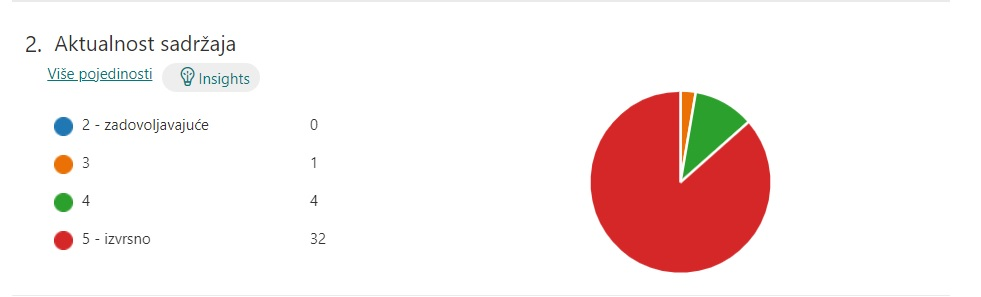 2. Aktualnost sadržaja
Više pojedinosti Insights
2 - zadovoljavajuće 0
3 1
4 4
5 - izvrsno 32